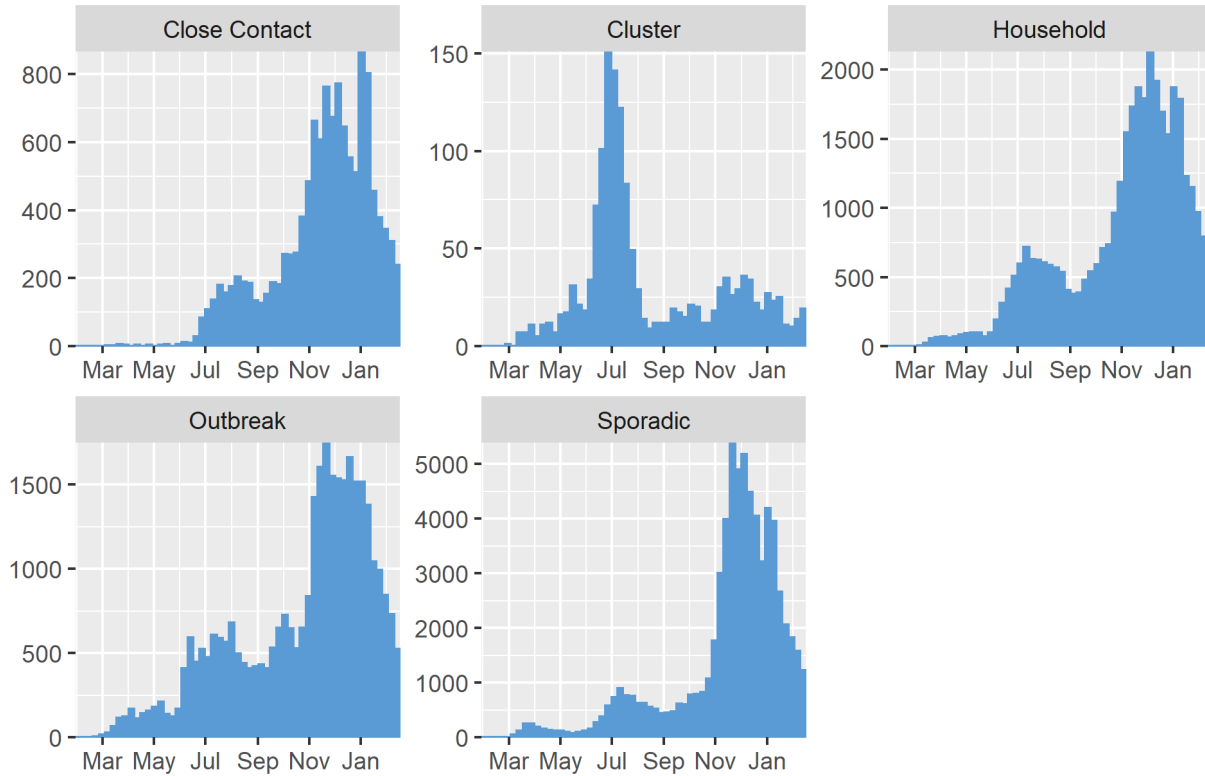 Close Contact
Cluster
Household
800
600
400
200
0
150
100
50
0
2000
1500
1000
500
0
Mar May Jul Sep Nov Jan
Mar May Jul Sep Nov Jan
Mar May Jul Sep Nov Jan
Outbreak
Sporadic
1500
1000
500
0
5000
4000
3000
2000
1000
0
Mar May Jul Sep Nov Jan
Mar May Jul Sep Nov Jan